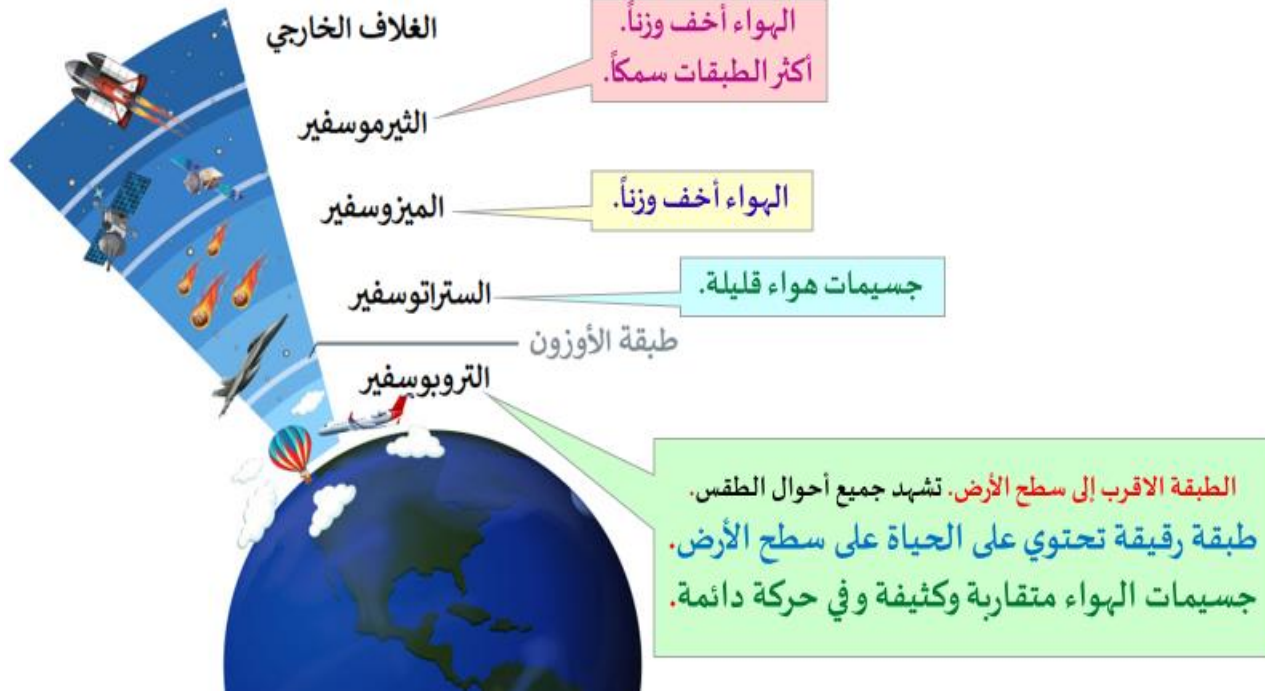 الغلاف الخارجي
الهواء أخف وزناً.
أكثر الطبقات سمكاً.
الثيرموسفير
الميزوسفير
الهواء أخف وزناً.
الستراتوسفير
جسيمات هواء قليلة.
طبقة الأوزون
التروبوسفير
الطبقة الاقرب إلى سطح الأرض. تشهد جميع أحوال الطقس.
طبقة رقيقة تحتوي على الحياة على سطح الأرض.
جسيمات الهواء متقاربة وكثيفة وفي حركة دائمة.